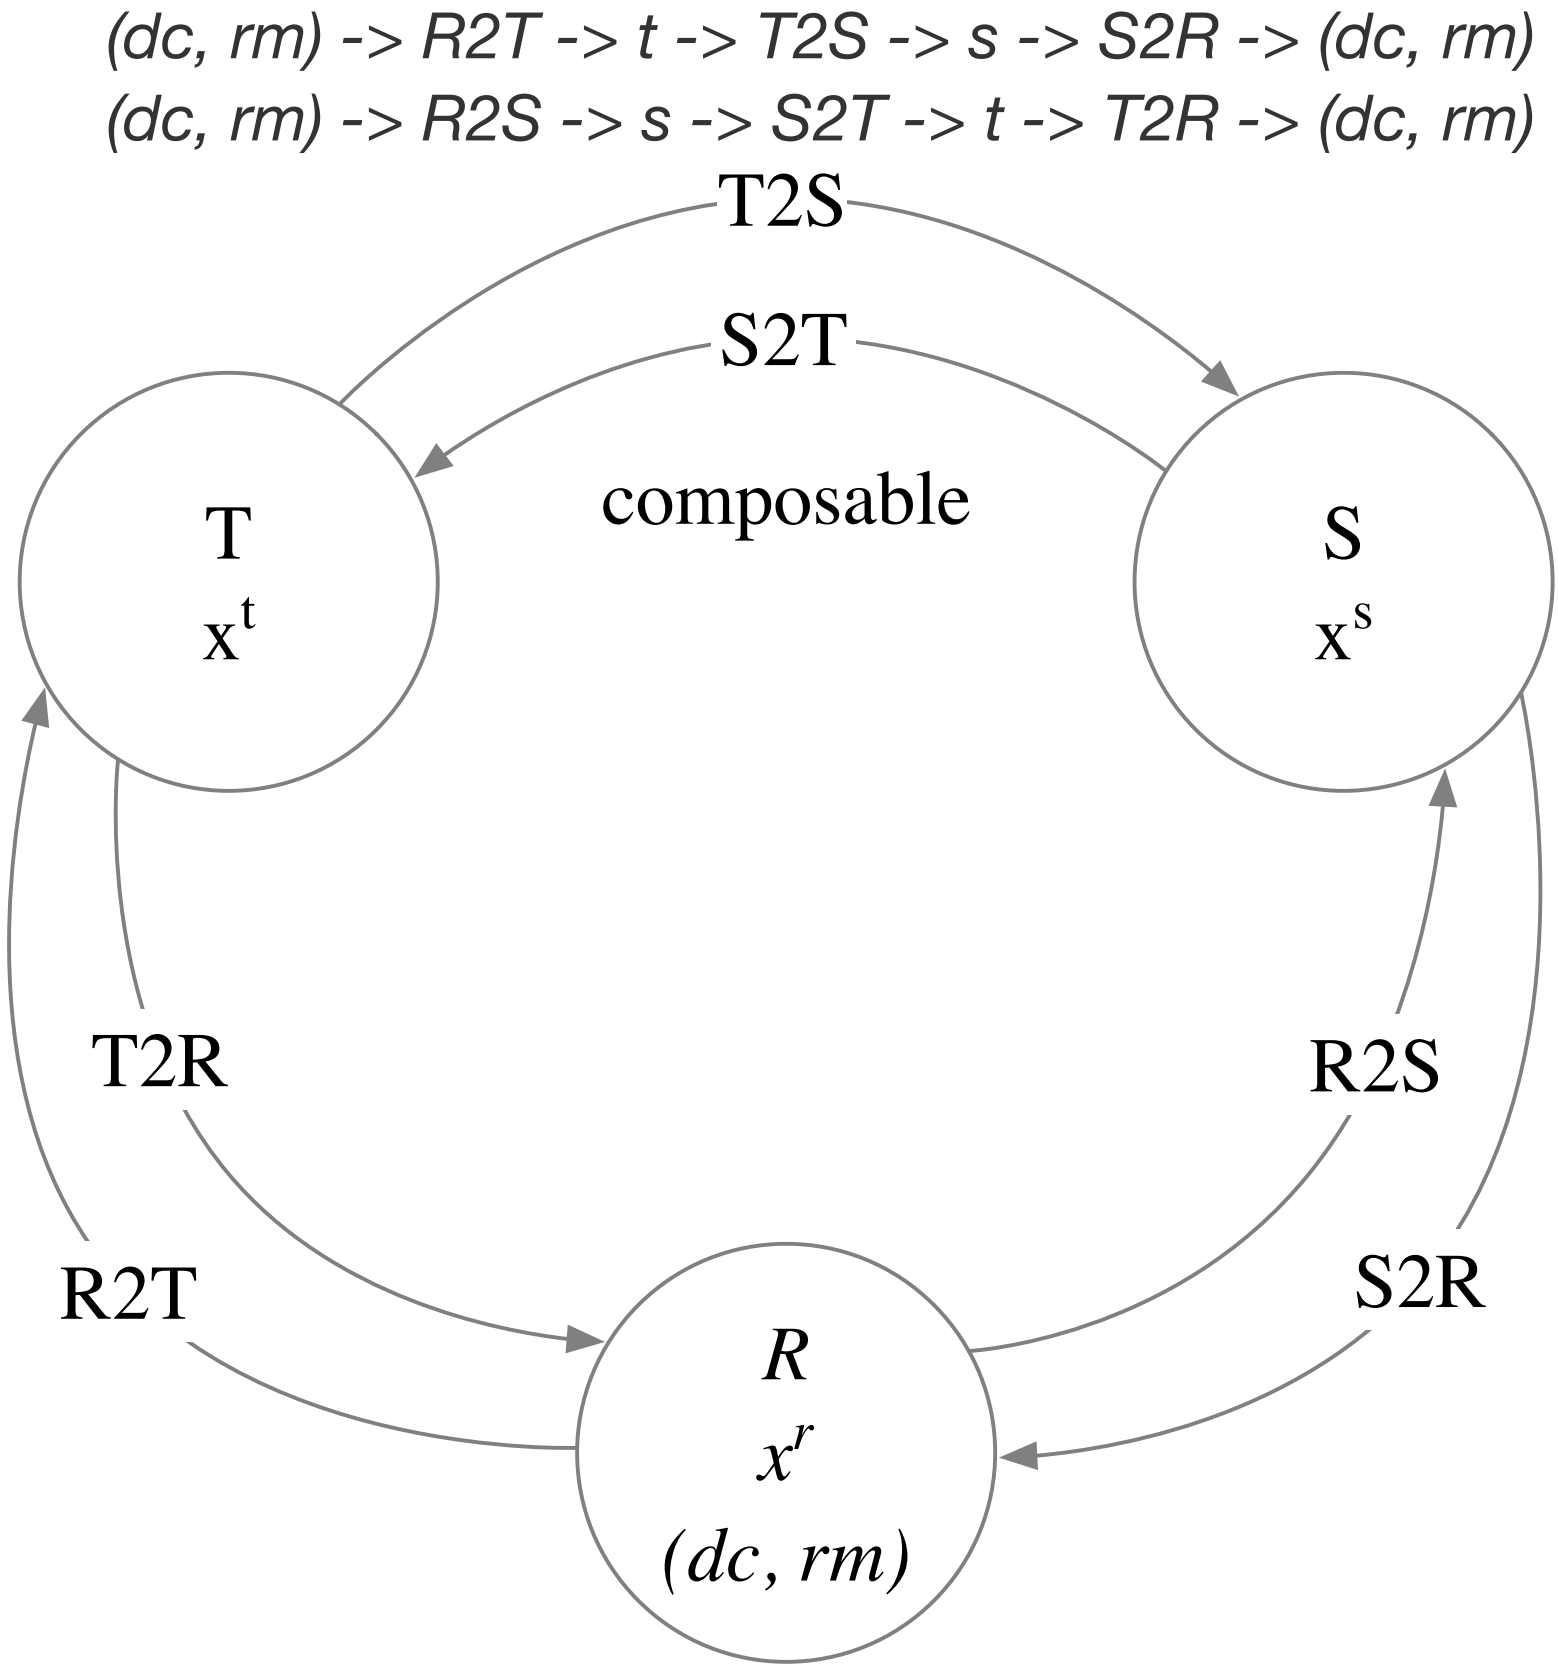 (dc, rm) -> R2T -> t -> T2S -> s -> S2R -> (dc, rm)
(dc, rm) -> R2S -> s -> S2T -> t -> T2R -> (dc, rm)
T2S
S2T
composable
T
x^t
S
x^s
T2R
R2S
R2T
S2R
R
x^r
(dc, rm)